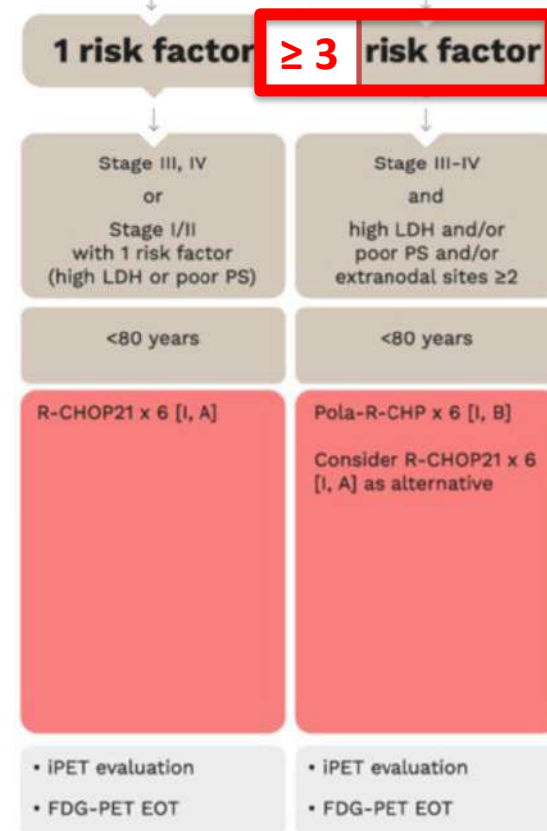 1 risk factor
≥ 3 risk factor
Stage III, IV
or
Stage I/II
with 1 risk factor
(high LDH or poor PS)
Stage III-IV
and
high LDH and/or
poor PS and/or
extranodal sites ≥2
<80 years
<80 years
R-CHOP21 x 6 [I, A]
Pola-R-CHP x 6 [I, B]
Consider R-CHOP21 x 6
[I, A] as alternative
• iPET evaluation
• FDG-PET EOT
• iPET evaluation
• FDG-PET EOT